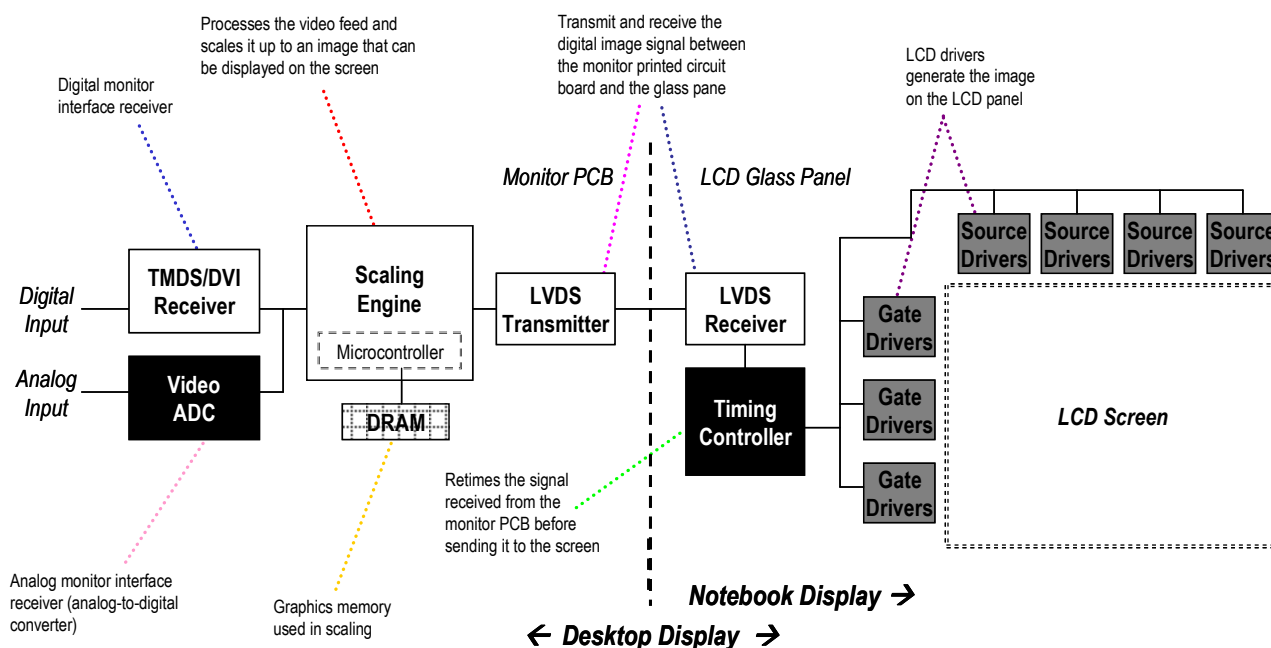 Processes the video feed and
scales it up to an image that can
be displayed on the screen
Transmit and receive the
digital image signal between
the monitor printed circuit
board and the glass pane
LCD drivers
generate the image
on the LCD panel
Digital monitor
interface receiver
Monitor PCB
LCD Glass Panel
Source
Drivers
Source
Drivers
Source
Drivers
Source
Drivers
Digital
Input
TMDS/DVI
Receiver
Scaling
Engine
Microcontroller
LVDS
Transmitter
LVDS
Receiver
Gate
Drivers
Analog
Input
Video
ADC
DRAM
Timing
Controller
Gate
Drivers
LCD Screen
Gate
Drivers
Retimes the signal
received from the
monitor PCB before
sending it to the screen
Analog monitor interface
receiver (analog-to-digital
converter)
Graphics memory
used in scaling
Notebook Display →
← Desktop Display →